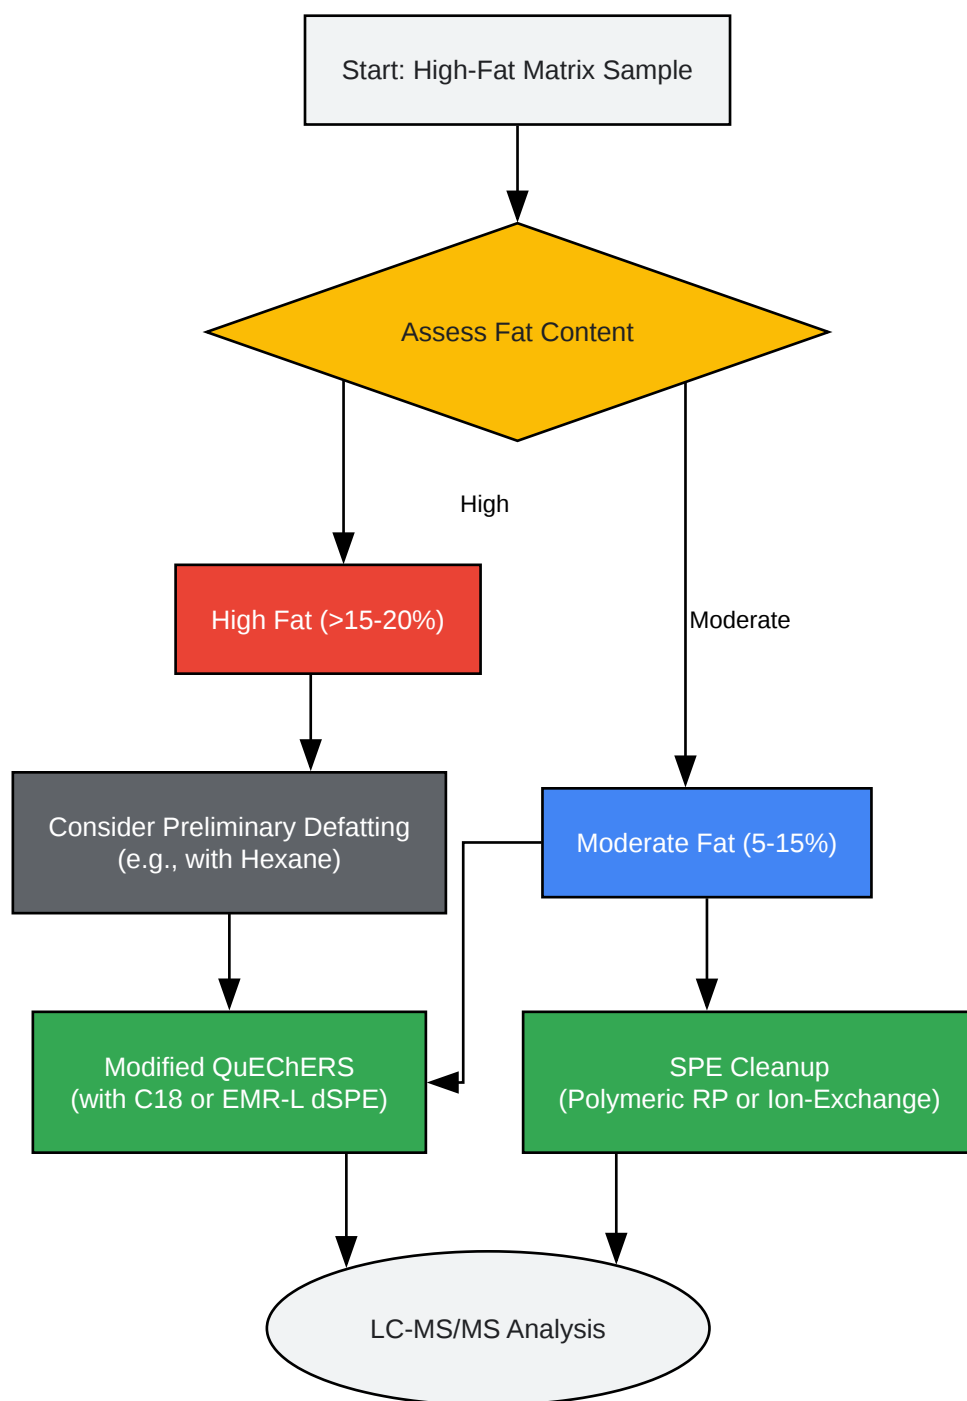 Start: High-Fat Matrix Sample
Assess Fat Content
High
High Fat (>15-20%)
Moderate
Consider Preliminary Defatting
(e.g., with Hexane)
Moderate Fat (5-15%)
Modified QuEChERS
(with C18 or EMR-L dSPE)
SPE Cleanup
(Polymeric RP or Ion-Exchange)
LC-MS/MS Analysis